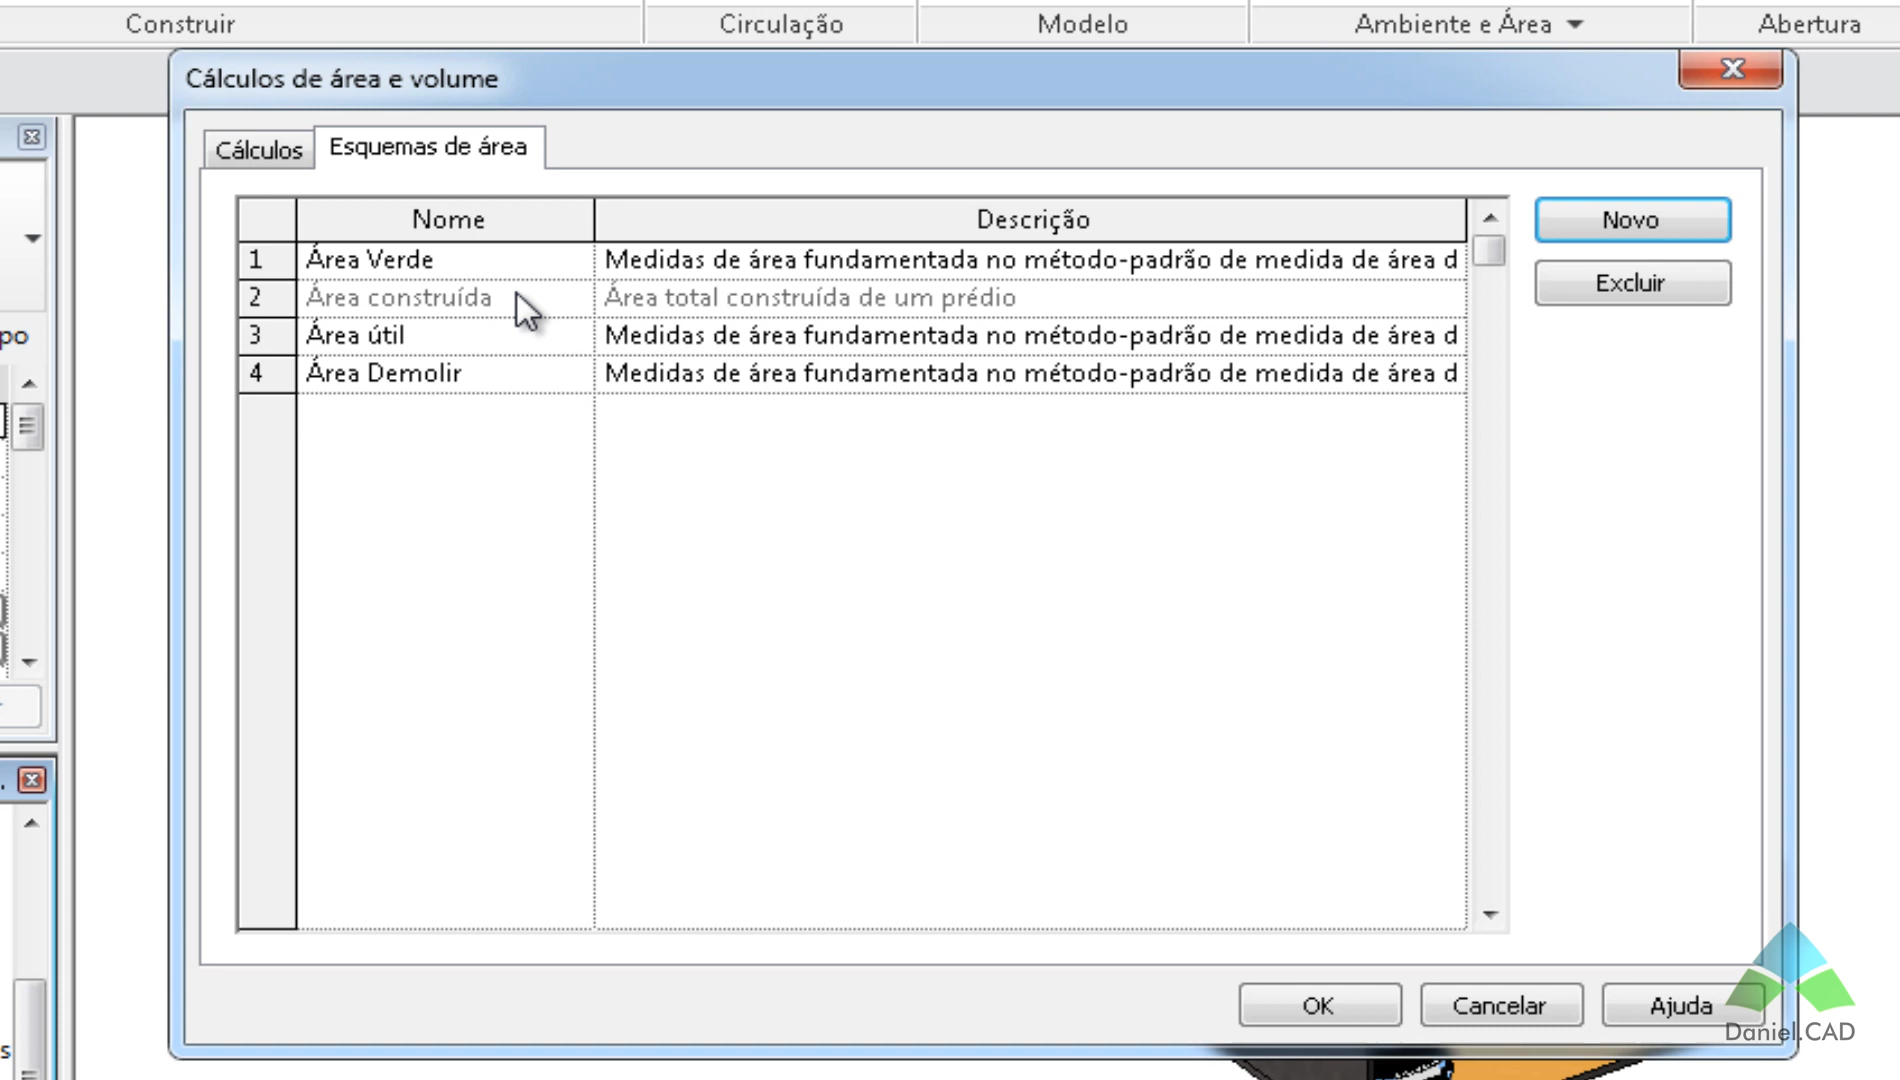 Construir Circulação Modelo Ambiente e Área Abertura
Cálculos de área e volume
Cálculos Esquemas de área
Nome Descrição
Novo
1 Área Verde Medidas de área fundamentada no método-padrão de medida de área d
Excluir
2 Área construída Área total construída de um prédio
3 Área útil Medidas de área fundamentada no método-padrão de medida de área d
4 Área Demolir Medidas de área fundamentada no método-padrão de medida de área d
po
OK Cancelar Ajuda
Daniel.CAD
s